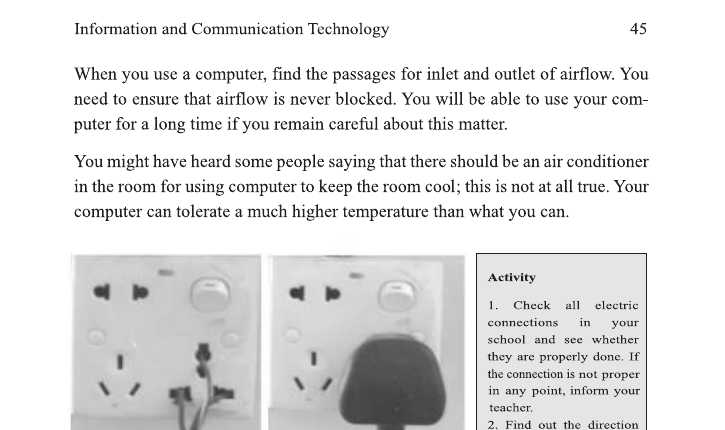 Information and Communication Technology 45
When you use a computer, find the passages for inlet and outlet of airflow. You
need to ensure that airflow is never blocked. You will be able to use your com-
puter for a long time if you remain careful about this matter.
You might have heard some people saying that there should be an air conditioner
in the room for using computer to keep the room cool; this is not at all true. Your
computer can tolerate a much higher temperature than what you can.
Activity
1. Check all electric
connections in your
school and see whether
they are properly done. If
the connection is not proper
in any point, inform your
teacher.
2. Find out the direction